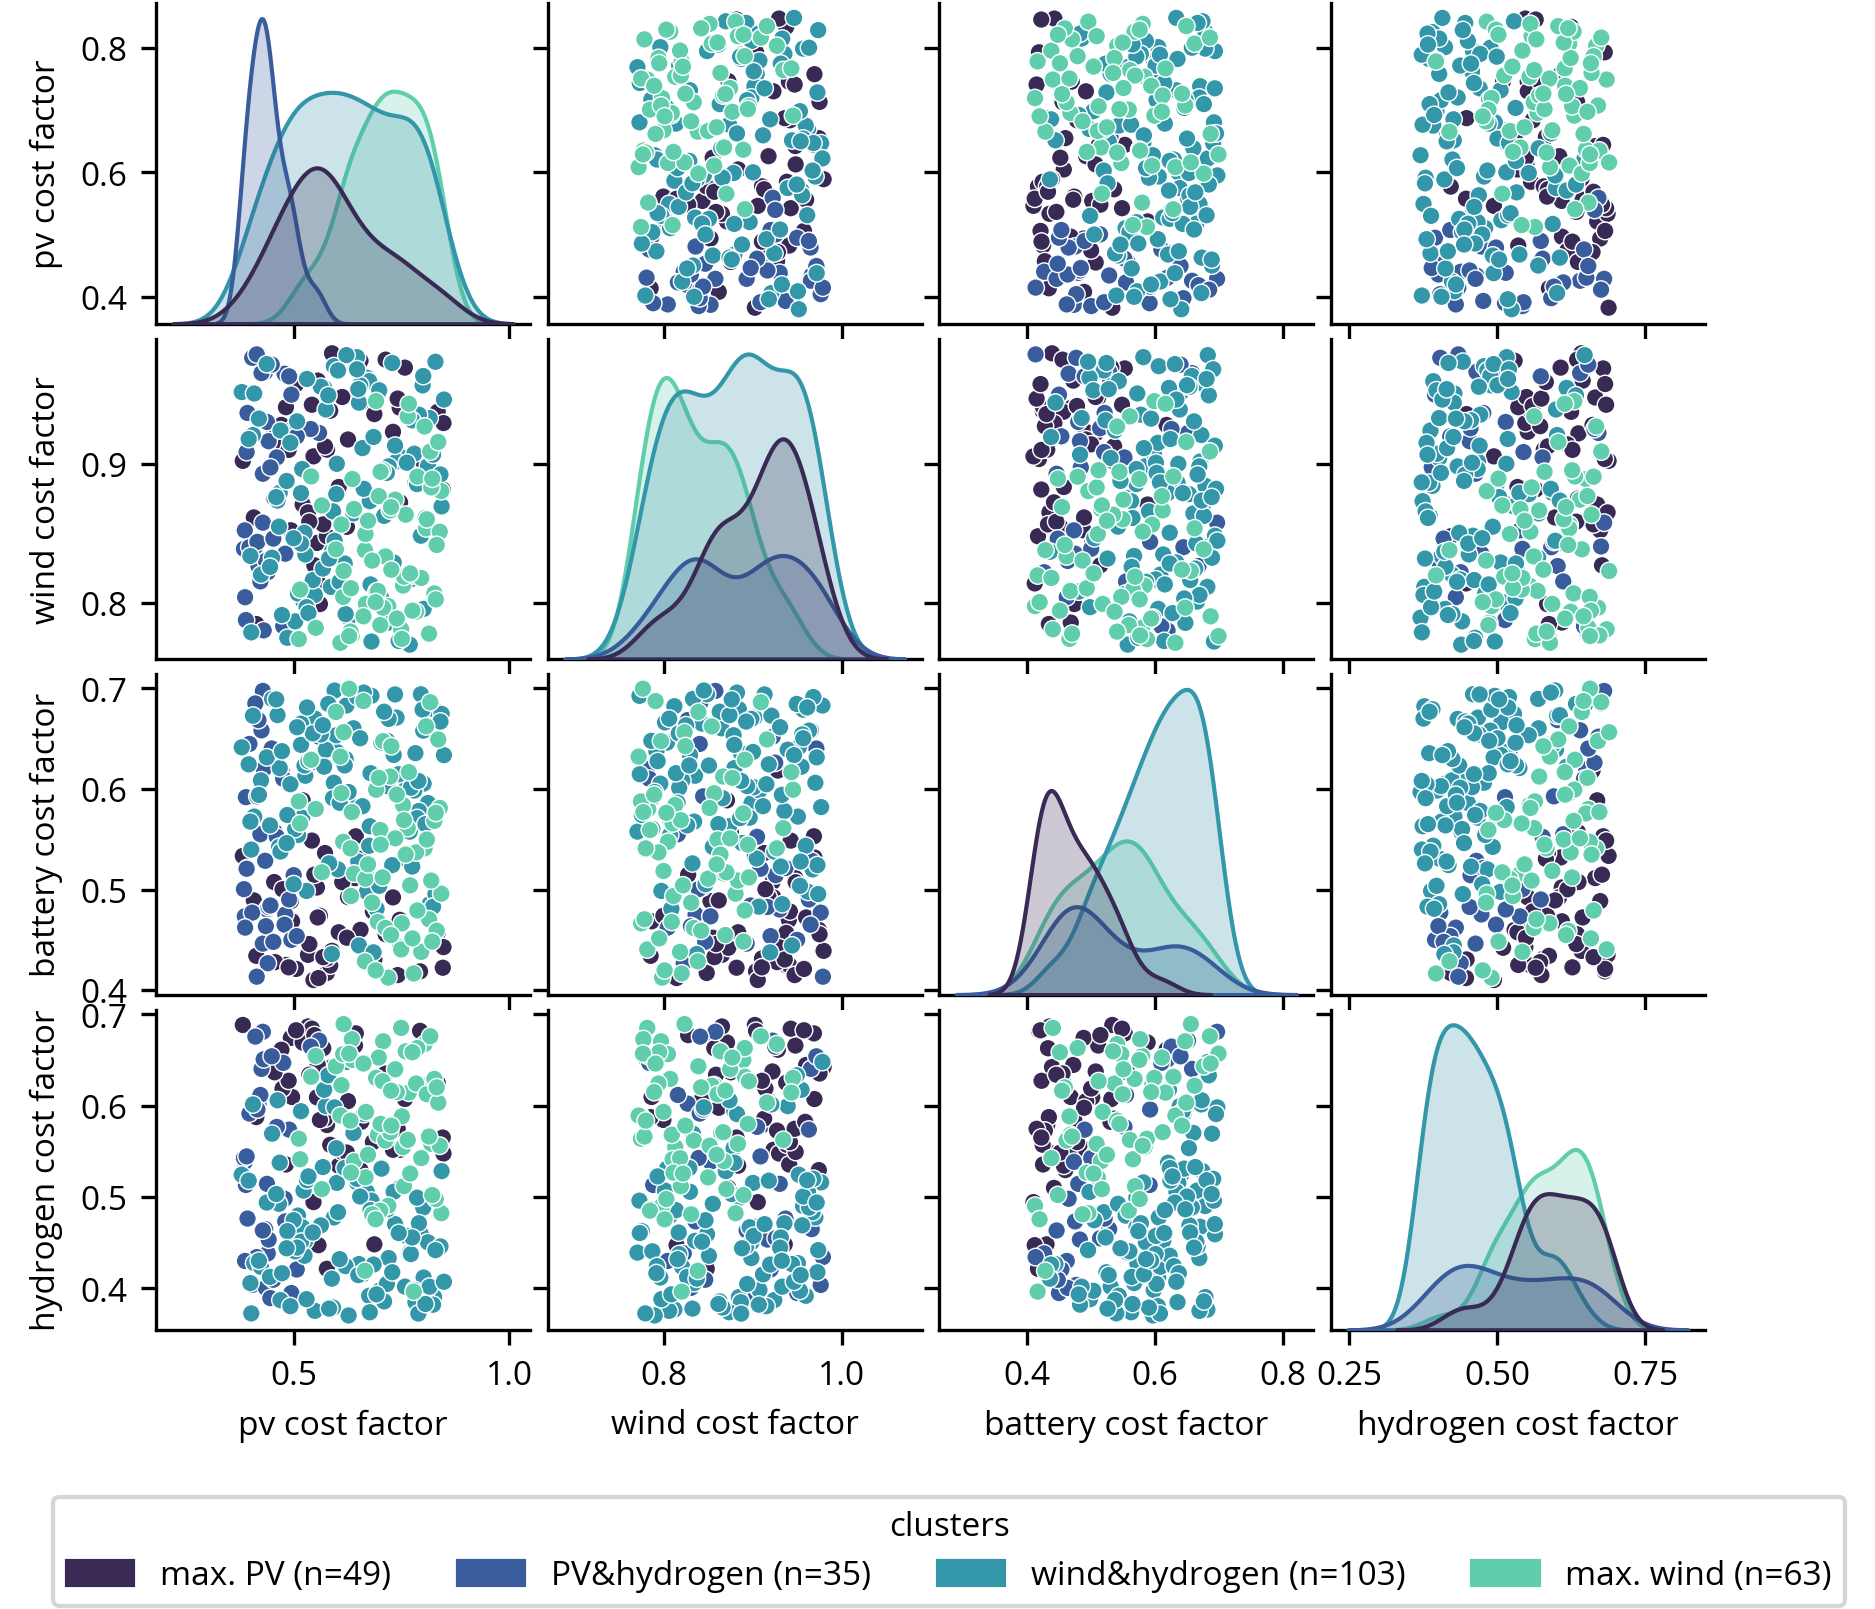 pv cost factor
0.8
0.6
0.4
wind cost factor
0.9
0.8
battery cost factor
0.7
0.6
0.5
0.4
hydrogen cost factor
0.7
0.6
0.5
0.4
0.5 1.0 0.8 1.0 0.4 0.6 0.8 0.25 0.50 0.75
pv cost factor wind cost factor battery cost factor hydrogen cost factor
clusters
max. PV (n=49) PV&hydrogen (n=35) wind&hydrogen (n=103) max. wind (n=63)